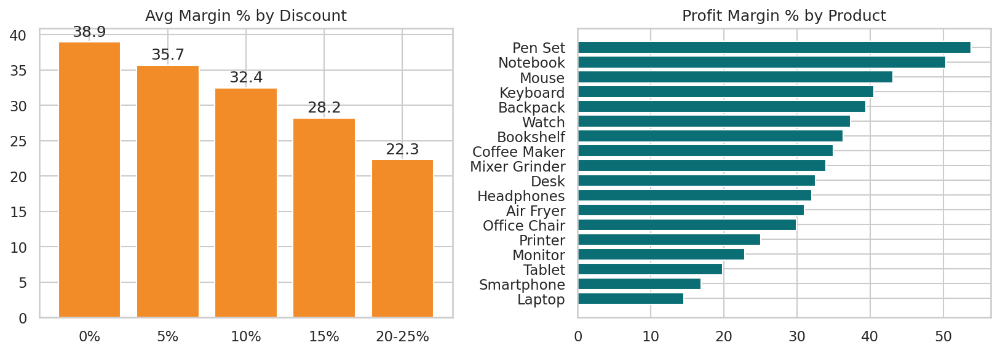 Avg Margin % by Discount
40
35
30
25
20
15
10
5
0
38.9
35.7
32.4
28.2
22.3
0% 5% 10% 15% 20-25%
Profit Margin % by Product
Pen Set
Notebook
Mouse
Keyboard
Backpack
Watch
Bookshelf
Coffee Maker
Mixer Grinder
Desk
Headphones
Air Fryer
Office Chair
Printer
Monitor
Tablet
Smartphone
Laptop
0 10 20 30 40 50